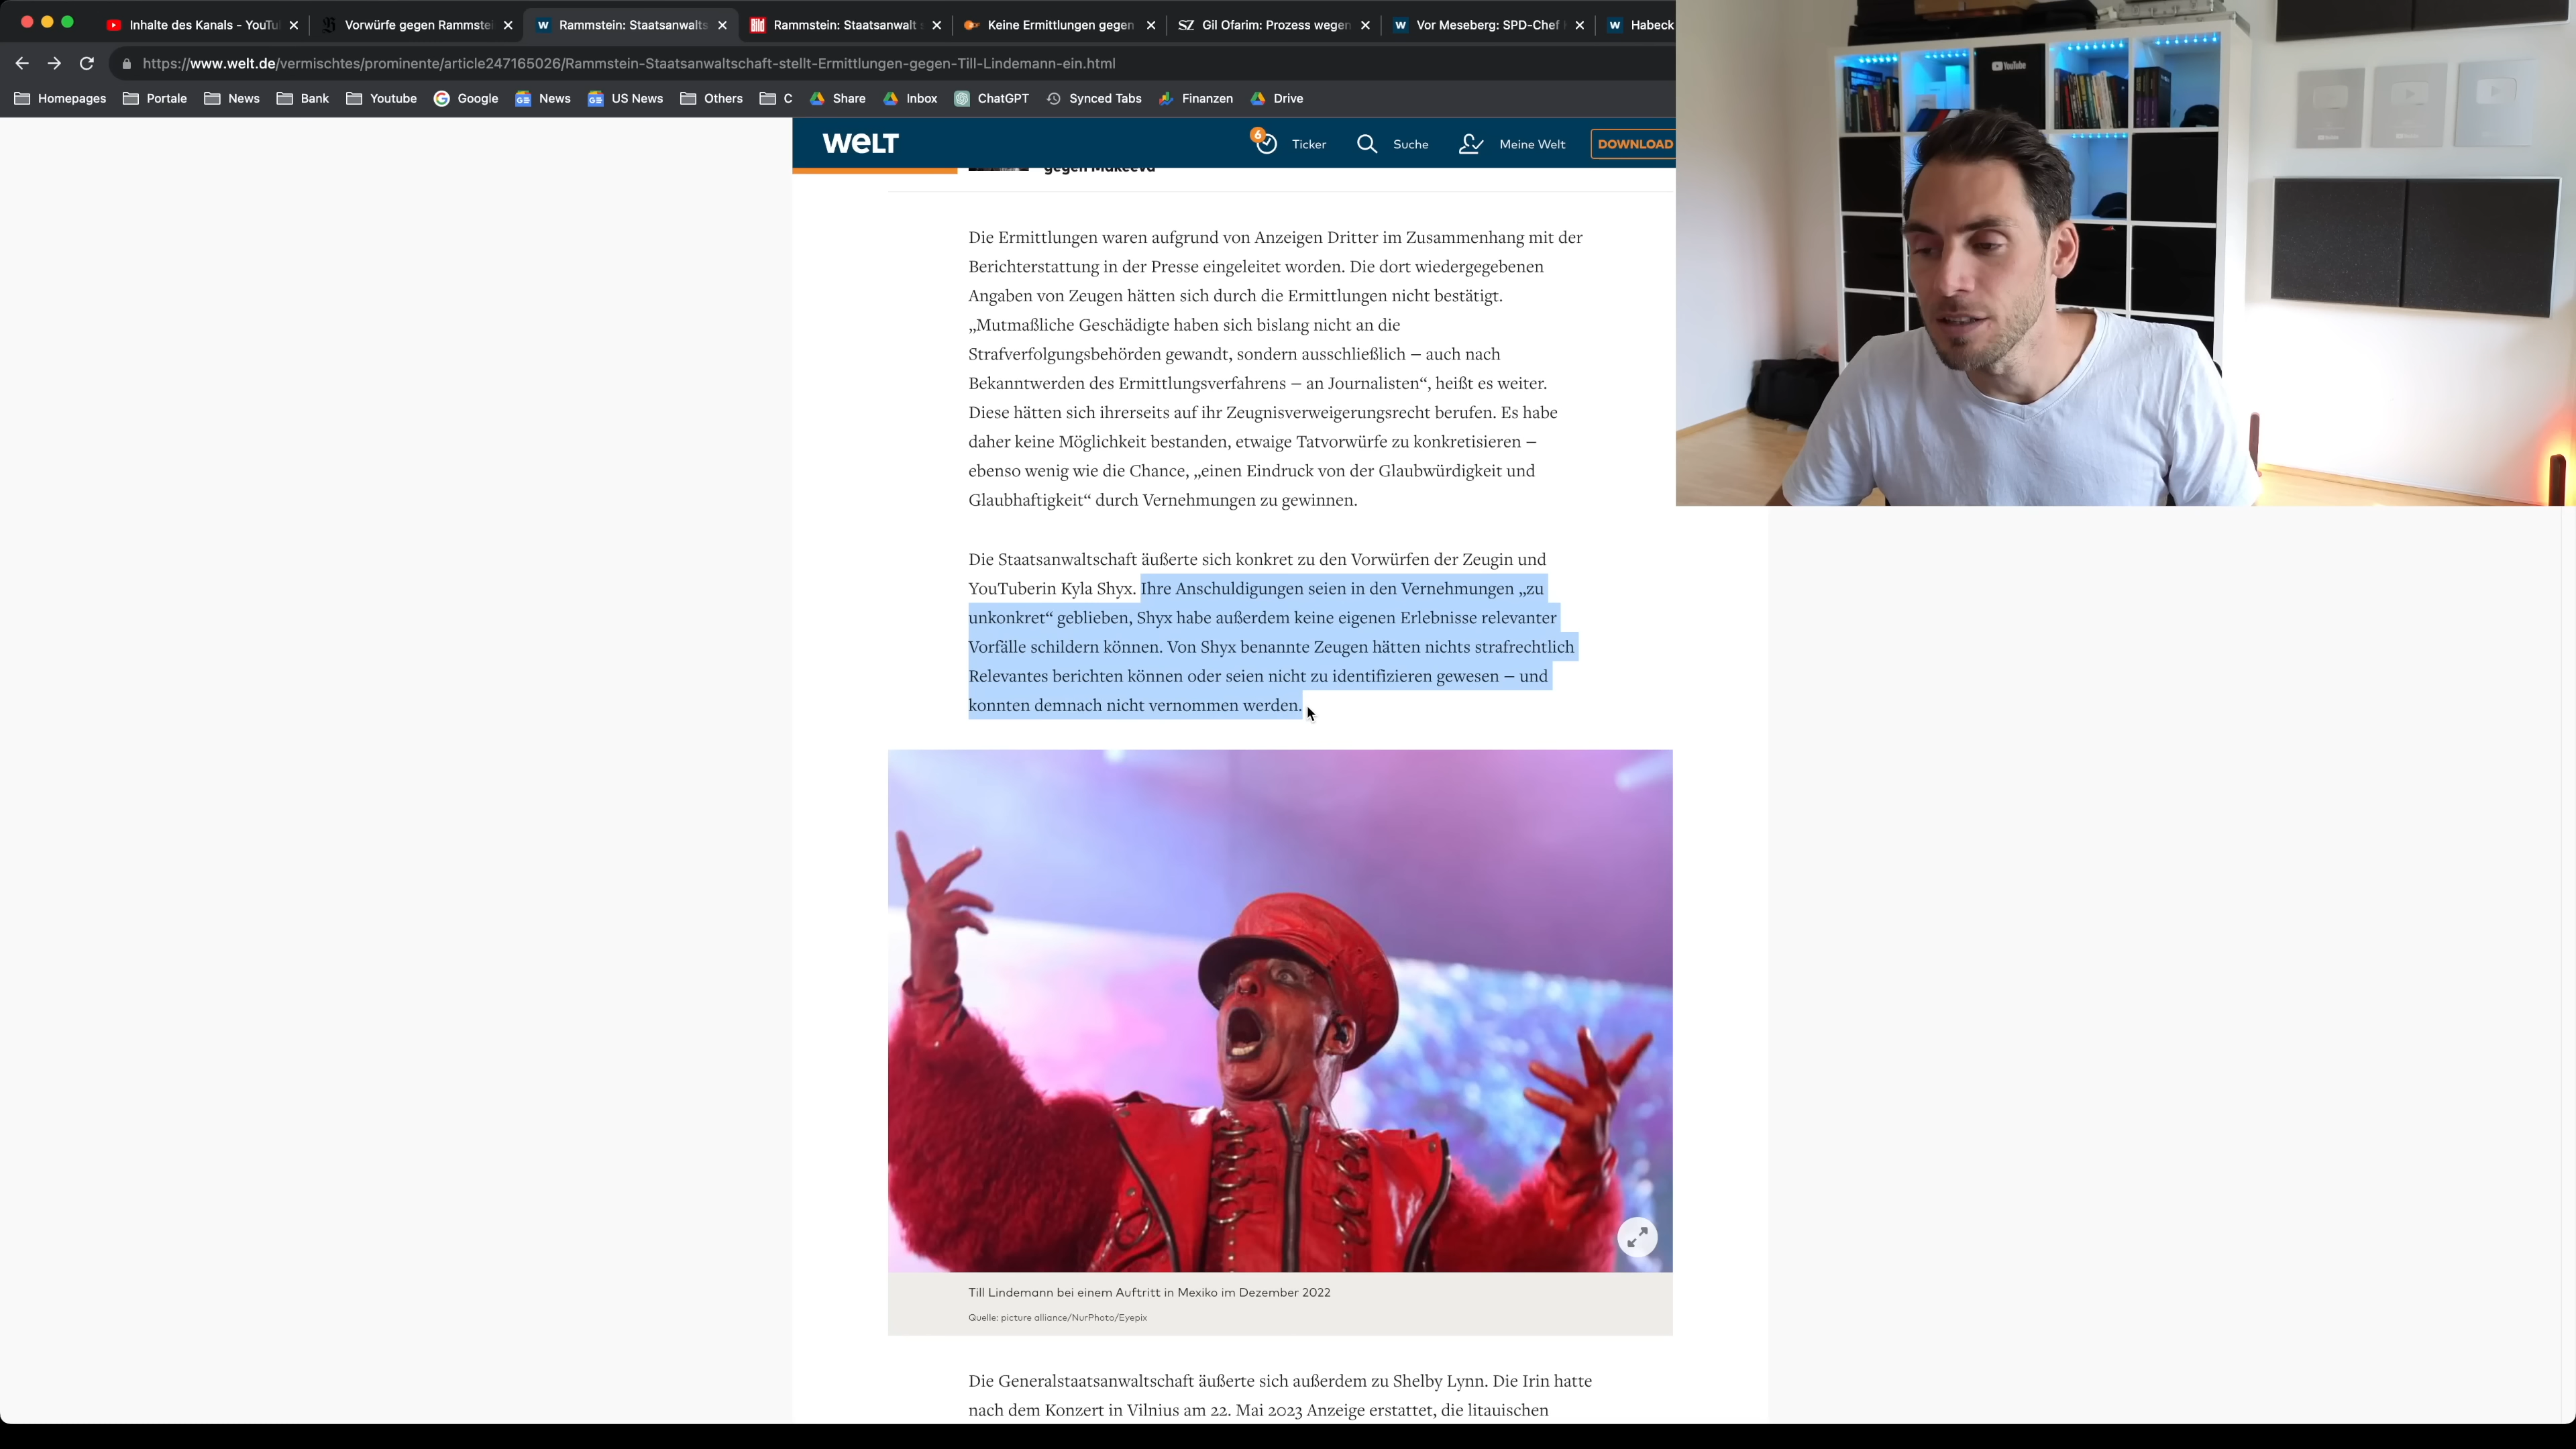 Inhalte des Kanals - YouTu
Vorwürfe gegen Rammste
Rammstein: Staatsanwalts
Rammstein: Staatsanwalt
Keine Ermittlungen gegen
Gil Ofarim: Prozess wegen
Vor Meseberg: SPD-Chef
Habeck
https://www.welt.de/vermischtes/prominente/article247165026/Rammstein-Staatsanwaltschaft-stellt-Ermittlungen-gegen-Till-Lindemann-ein.html
Homepages Portale News Bank Youtube Google News US News Others C Share Inbox ChatGPT Synced Tabs Finanzen Drive
YouTube
WELT
6
Ticker Suche Meine Welt DOWNLOAD
gegen Makeeva
Die Ermittlungen waren aufgrund von Anzeigen Dritter im Zusammenhang mit der
Berichterstattung in der Presse eingeleitet worden. Die dort wiedergegebenen
Angaben von Zeugen hätten sich durch die Ermittlungen nicht bestätigt.
„Mutmaßliche Geschädigte haben sich bislang nicht an die
Strafverfolgungsbehörden gewandt, sondern ausschließlich – auch nach
Bekanntwerden des Ermittlungsverfahrens – an Journalisten“, heißt es weiter.
Diese hätten sich ihrerseits auf ihr Zeugnisverweigerungsrecht berufen. Es habe
daher keine Möglichkeit bestanden, etwaige Tatvorwürfe zu konkretisieren –
ebenso wenig wie die Chance, „einen Eindruck von der Glaubwürdigkeit und
Glaubhaftigkeit“ durch Vernehmungen zu gewinnen.
Die Staatsanwaltschaft äußerte sich konkret zu den Vorwürfen der Zeugin und
YouTuberin Kyla Shyx. Ihre Anschuldigungen seien in den Vernehmungen „zu
unkonkret“ geblieben, Shyx habe außerdem keine eigenen Erlebnisse relevanter
Vorfälle schildern können. Von Shyx benannte Zeugen hätten nichts strafrechtlich
Relevantes berichten können oder seien nicht zu identifizieren gewesen – und
konnten demnach nicht vernommen werden.
Till Lindemann bei einem Auftritt in Mexiko im Dezember 2022
Quelle: picture alliance/NurPhoto/Eyepix
Die Generalstaatsanwaltschaft äußerte sich außerdem zu Shelby Lynn. Die Irin hatte
nach dem Konzert in Vilnius am 22. Mai 2023 Anzeige erstattet, die litauischen